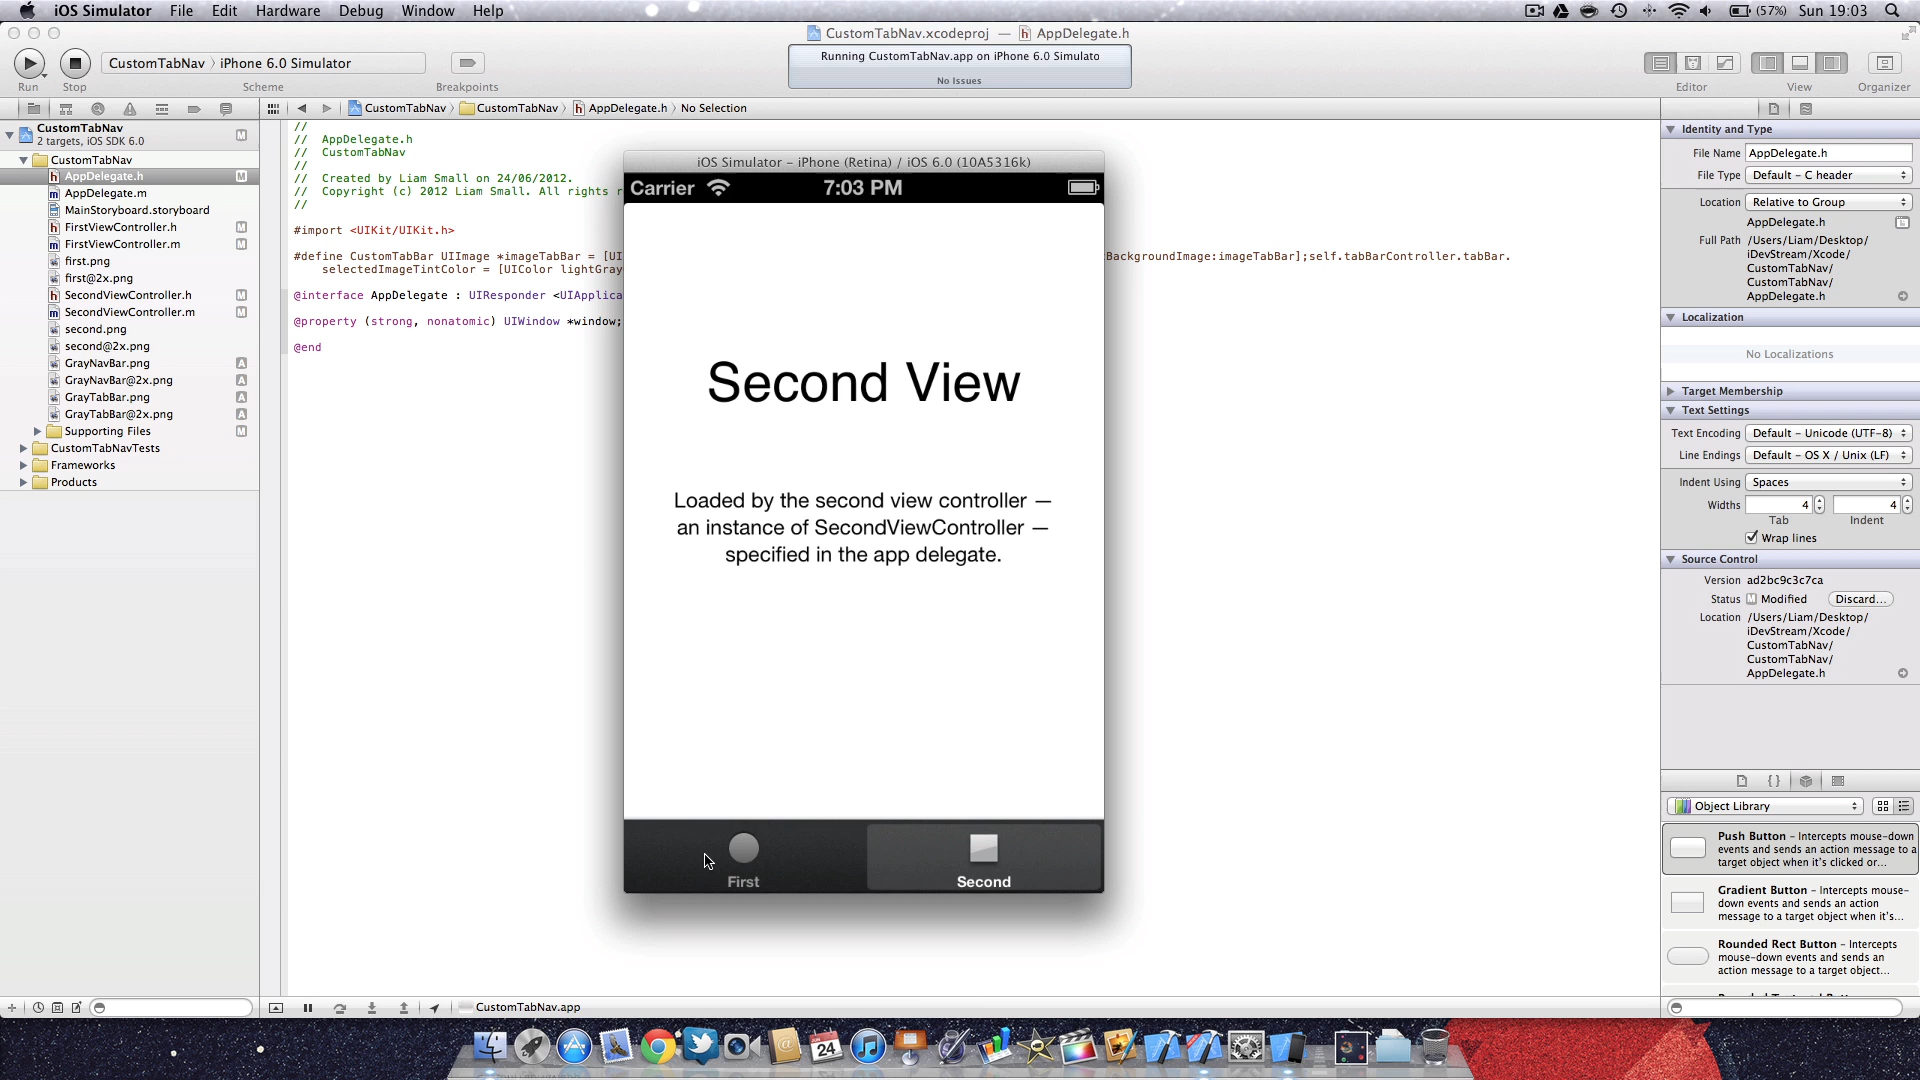 iOS Simulator File Edit Hardware Debug Window Help (57%) Sun 19:03
CustomTabNav.xcodeproj — AppDelegate.h
CustomTabNav › iPhone 6.0 Simulator
Running CustomTabNav.app on iPhone 6.0 Simulato
No Issues
Run Stop Scheme Breakpoints Editor View Organizer
CustomTabNav › CustomTabNav › AppDelegate.h › No Selection
CustomTabNav M
2 targets, iOS SDK 6.0
CustomTabNav
AppDelegate.h M
AppDelegate.m
MainStoryboard.storyboard
FirstViewController.h M
FirstViewController.m M
first.png
first@2x.png
SecondViewController.h M
SecondViewController.m M
second.png
second@2x.png
GrayNavBar.png A
GrayNavBar@2x.png A
GrayTabBar.png A
GrayTabBar@2x.png A
Supporting Files M
CustomTabNavTests
Frameworks
Products
//
// AppDelegate.h
// CustomTabNav
//
// Created by Liam Small on 24/06/2012.
// Copyright (c) 2012 Liam Small. All rights r
//
#import <UIKit/UIKit.h>
#define CustomTabBar UIImage *imageTabBar = [UI
BackgroundImage:imageTabBar];self.tabBarController.tabBar.
selectedImageTintColor = [UIColor lightGray
@interface AppDelegate : UIResponder <UIApplica
@property (strong, nonatomic) UIWindow *window;
@end
iOS Simulator – iPhone (Retina) / iOS 6.0 (10A5316k)
Carrier 7:03 PM
Second View
Loaded by the second view controller —
an instance of SecondViewController —
specified in the app delegate.
First Second
Identity and Type
File Name AppDelegate.h
File Type Default - C header
Location Relative to Group
AppDelegate.h
Full Path /Users/Liam/Desktop/
iDevStream/Xcode/
CustomTabNav/
CustomTabNav/
AppDelegate.h
Localization
No Localizations
Target Membership
Text Settings
Text Encoding Default - Unicode (UTF-8)
Line Endings Default - OS X / Unix (LF)
Indent Using Spaces
Widths 4 4
Tab Indent
Wrap lines
Source Control
Version ad2bc9c3c7ca
Status M Modified Discard...
Location /Users/Liam/Desktop/
iDevStream/Xcode/
CustomTabNav/
CustomTabNav/
AppDelegate.h
{ }
Object Library
Push Button - Intercepts mouse-down
events and sends an action message to a
target object when it's clicked or...
Gradient Button - Intercepts mouse-
down events and sends an action
message to a target object when it's...
Rounded Rect Button - Intercepts
mouse-down events and sends an
action message to a target object...
CustomTabNav.app
24